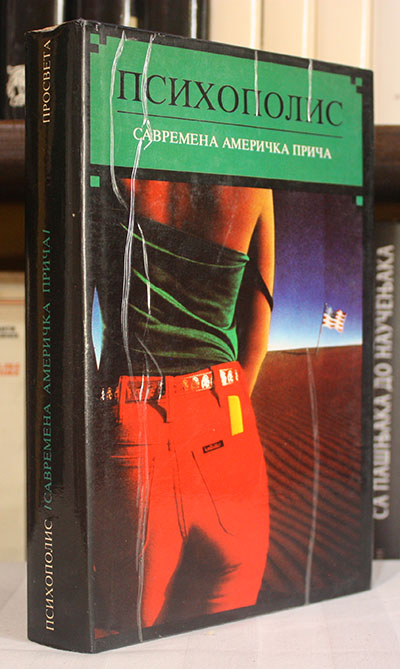 ПСИХОПОЛИС
САВРЕМЕНА АМЕРИЧКА ПРИЧА
ПСИХОПОЛИС /САВРЕМЕНА АМЕРИЧКА ПРИЧА/ ПРОСВЕТА
СА ПАШЊАКА ДО НАУЧЕЊАКА